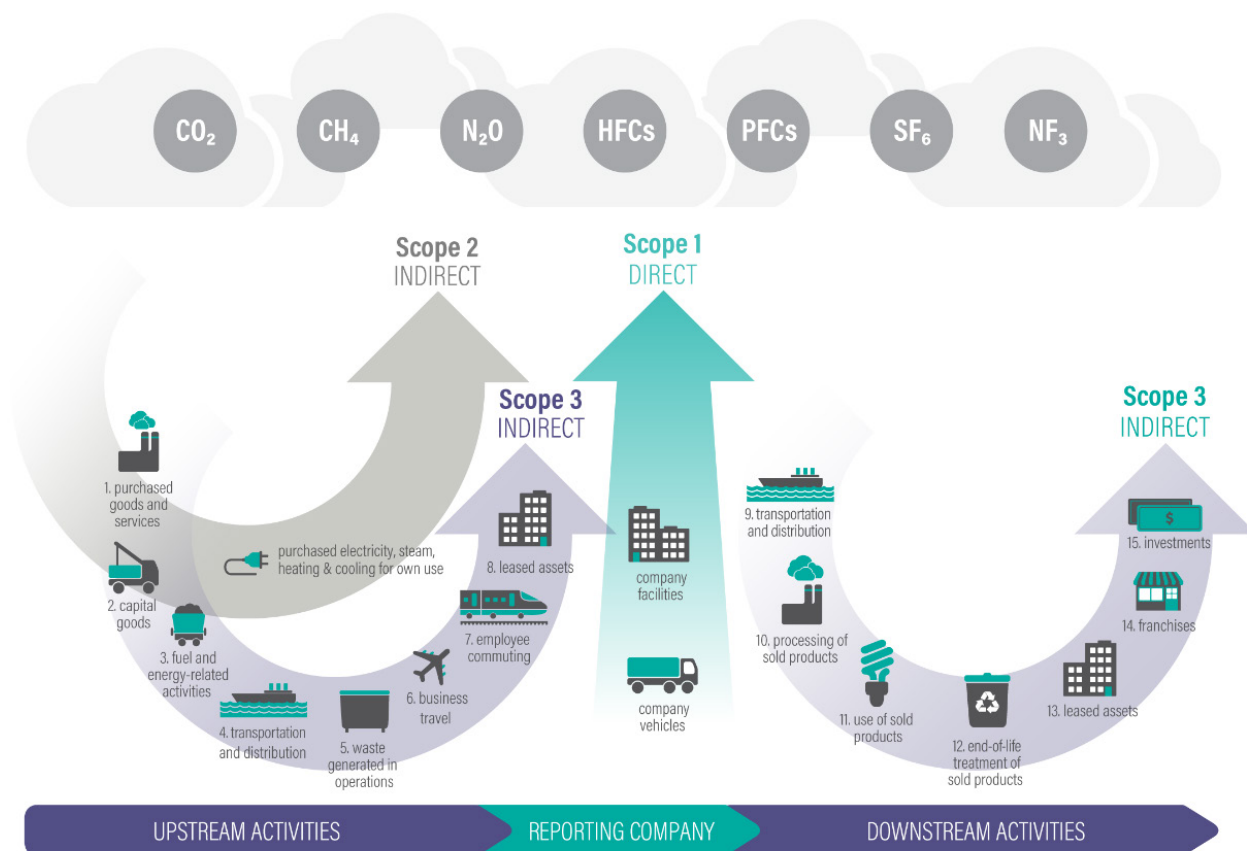 CO₂
CH₄
N₂O
HFCs
PFCs
SF₆
NF₃
Scope 2
INDIRECT
Scope 1
DIRECT
Scope 3
INDIRECT
Scope 3
INDIRECT
1. purchased
goods and
services
2. capital
goods
3. fuel and
energy-related
activities
purchased electricity, steam,
heating & cooling for own use
4. transportation
and distribution
5. waste
generated in
operations
6. business
travel
7. employee
commuting
8. leased assets
company
facilities
company
vehicles
9. transportation
and distribution
10. processing of
sold products
11. use of sold
products
12. end-of-life
treatment of
sold products
13. leased assets
14. franchises
$
15. investments
UPSTREAM ACTIVITIES
REPORTING COMPANY
DOWNSTREAM ACTIVITIES